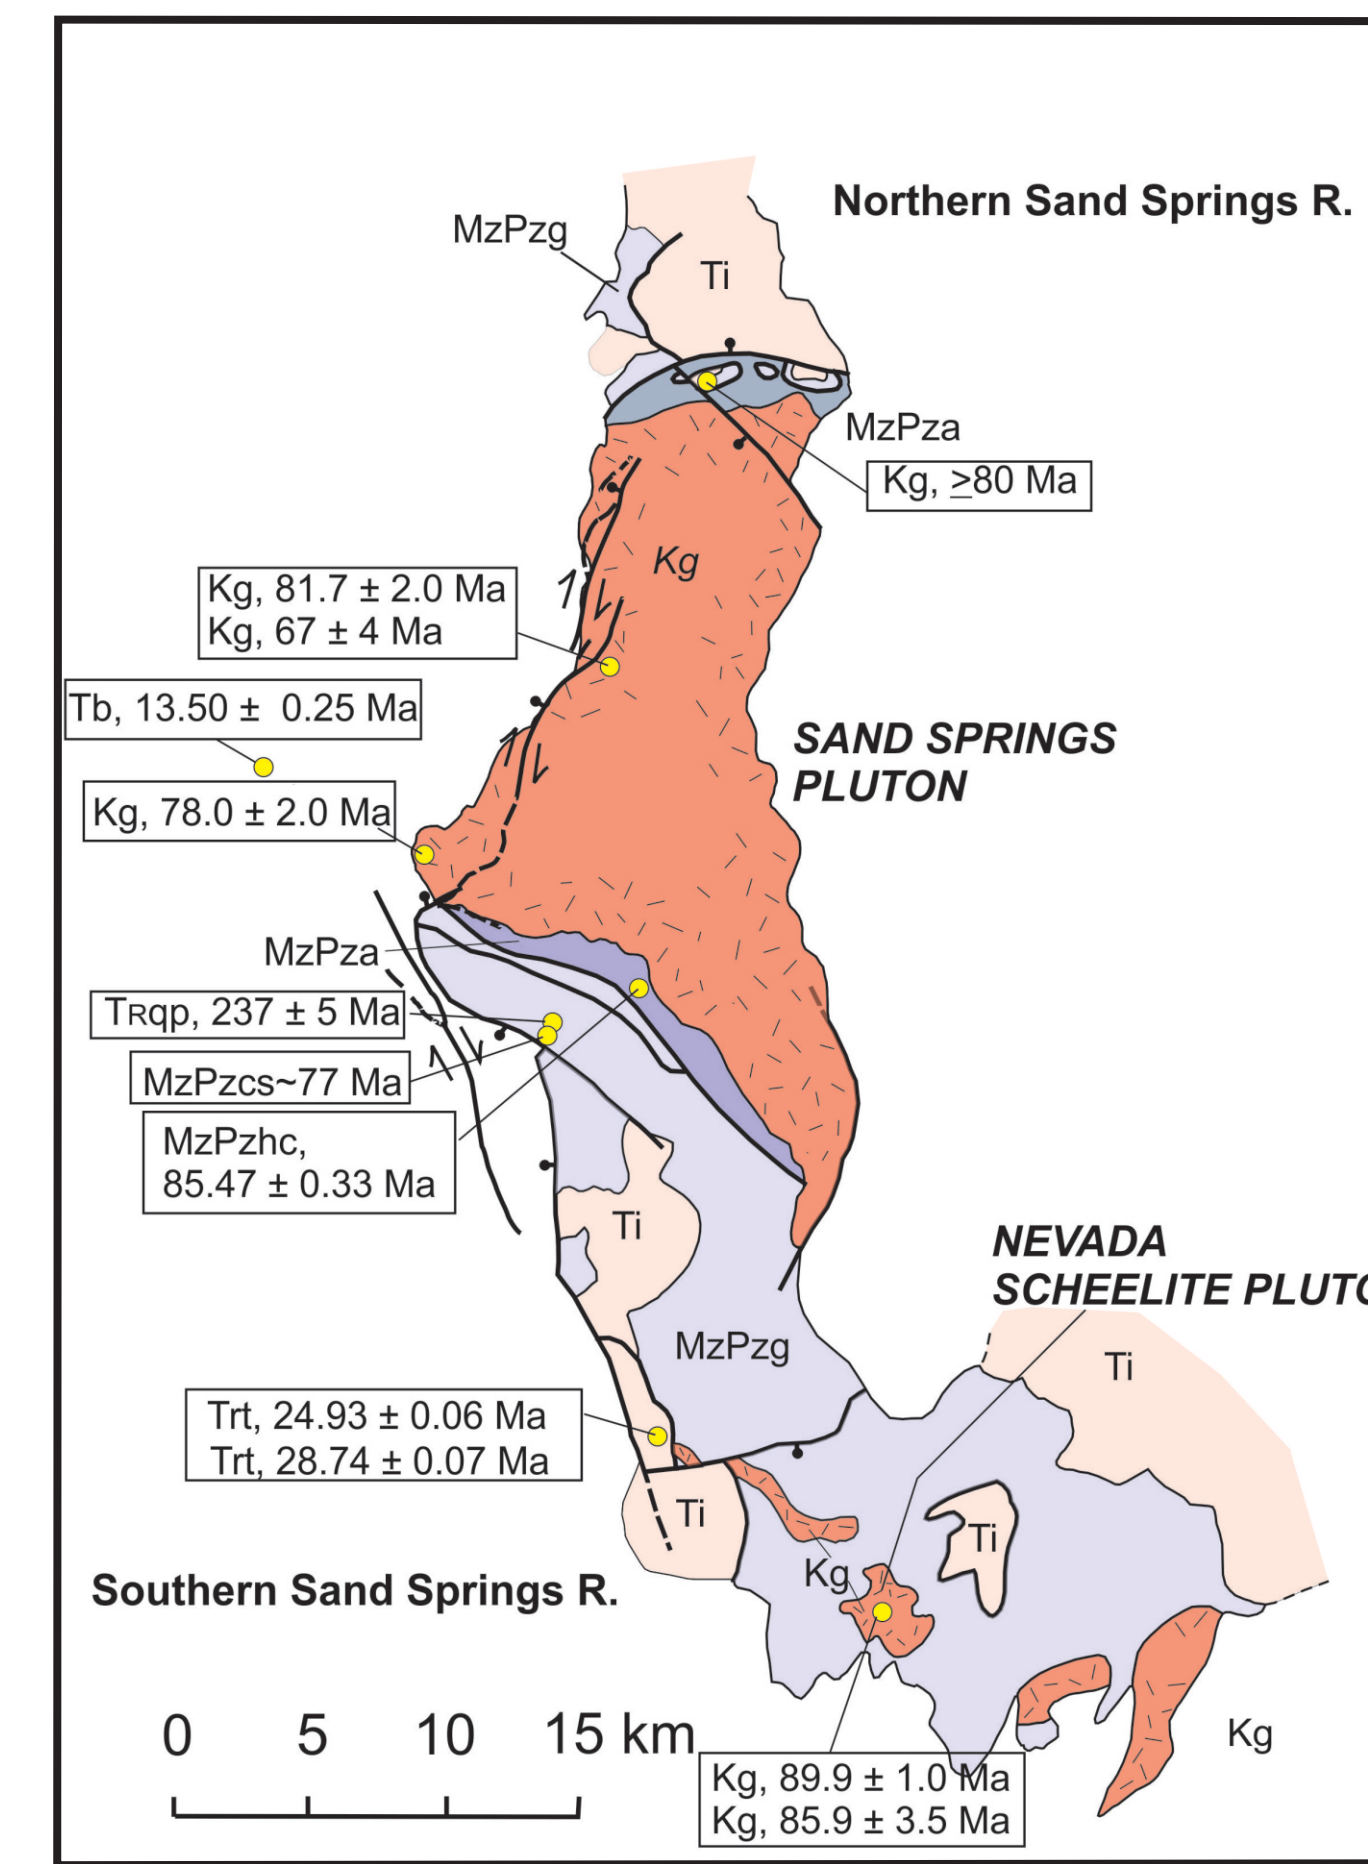 Northern Sand Springs R.
MzPzg
Ti
MzPza
Kg, ≥80 Ma
Kg
Kg, 81.7 ± 2.0 Ma
Kg, 67 ± 4 Ma
Tb, 13.50 ± 0.25 Ma
SAND SPRINGS
PLUTON
Kg, 78.0 ± 2.0 Ma
MzPza
TRqp, 237 ± 5 Ma
MzPzcs~77 Ma
MzPzhc,
85.47 ± 0.33 Ma
Ti
NEVADA
SCHEELITE PLUTO
MzPzg
Ti
Trt, 24.93 ± 0.06 Ma
Trt, 28.74 ± 0.07 Ma
Ti
Ti
Kg
Southern Sand Springs R.
0 5 10 15 km
Kg
Kg, 89.9 ± 1.0 Ma
Kg, 85.9 ± 3.5 Ma